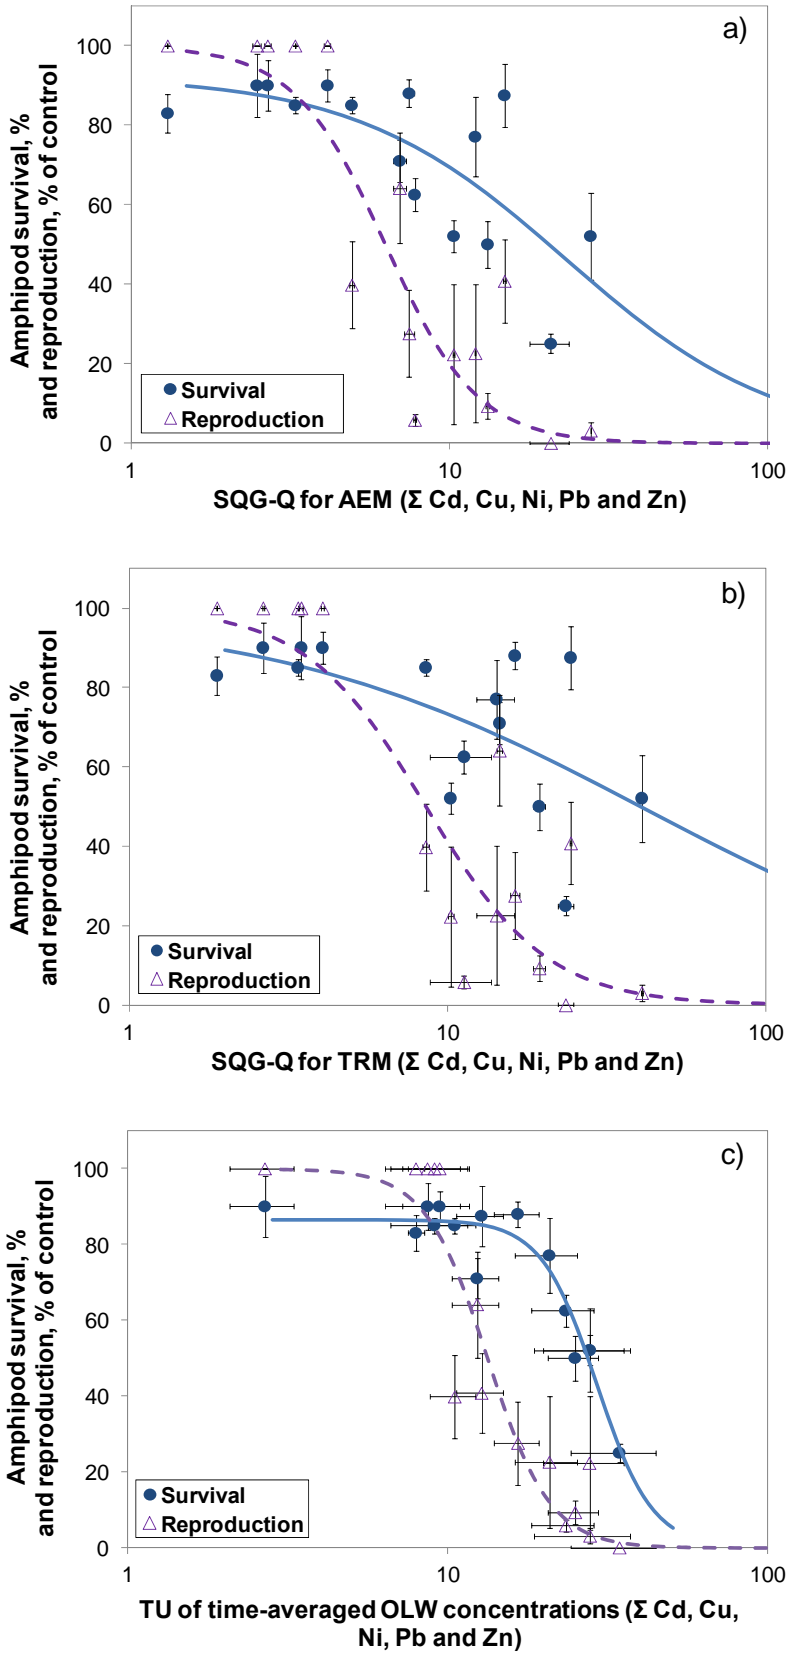 a)
Amphipod survival, %
and reproduction, % of control
100
80
60
40
20
0
Survival
Reproduction
1
10
100
SQG-Q for AEM (Σ Cd, Cu, Ni, Pb and Zn)
b)
Amphipod survival, %
and reproduction, % of control
100
80
60
40
20
0
Survival
Reproduction
1
10
100
SQG-Q for TRM (Σ Cd, Cu, Ni, Pb and Zn)
c)
Amphipod survival, %
and reproduction, % of control
100
80
60
40
20
0
Survival
Reproduction
1
10
100
TU of time-averaged OLW concentrations (Σ Cd, Cu,
Ni, Pb and Zn)